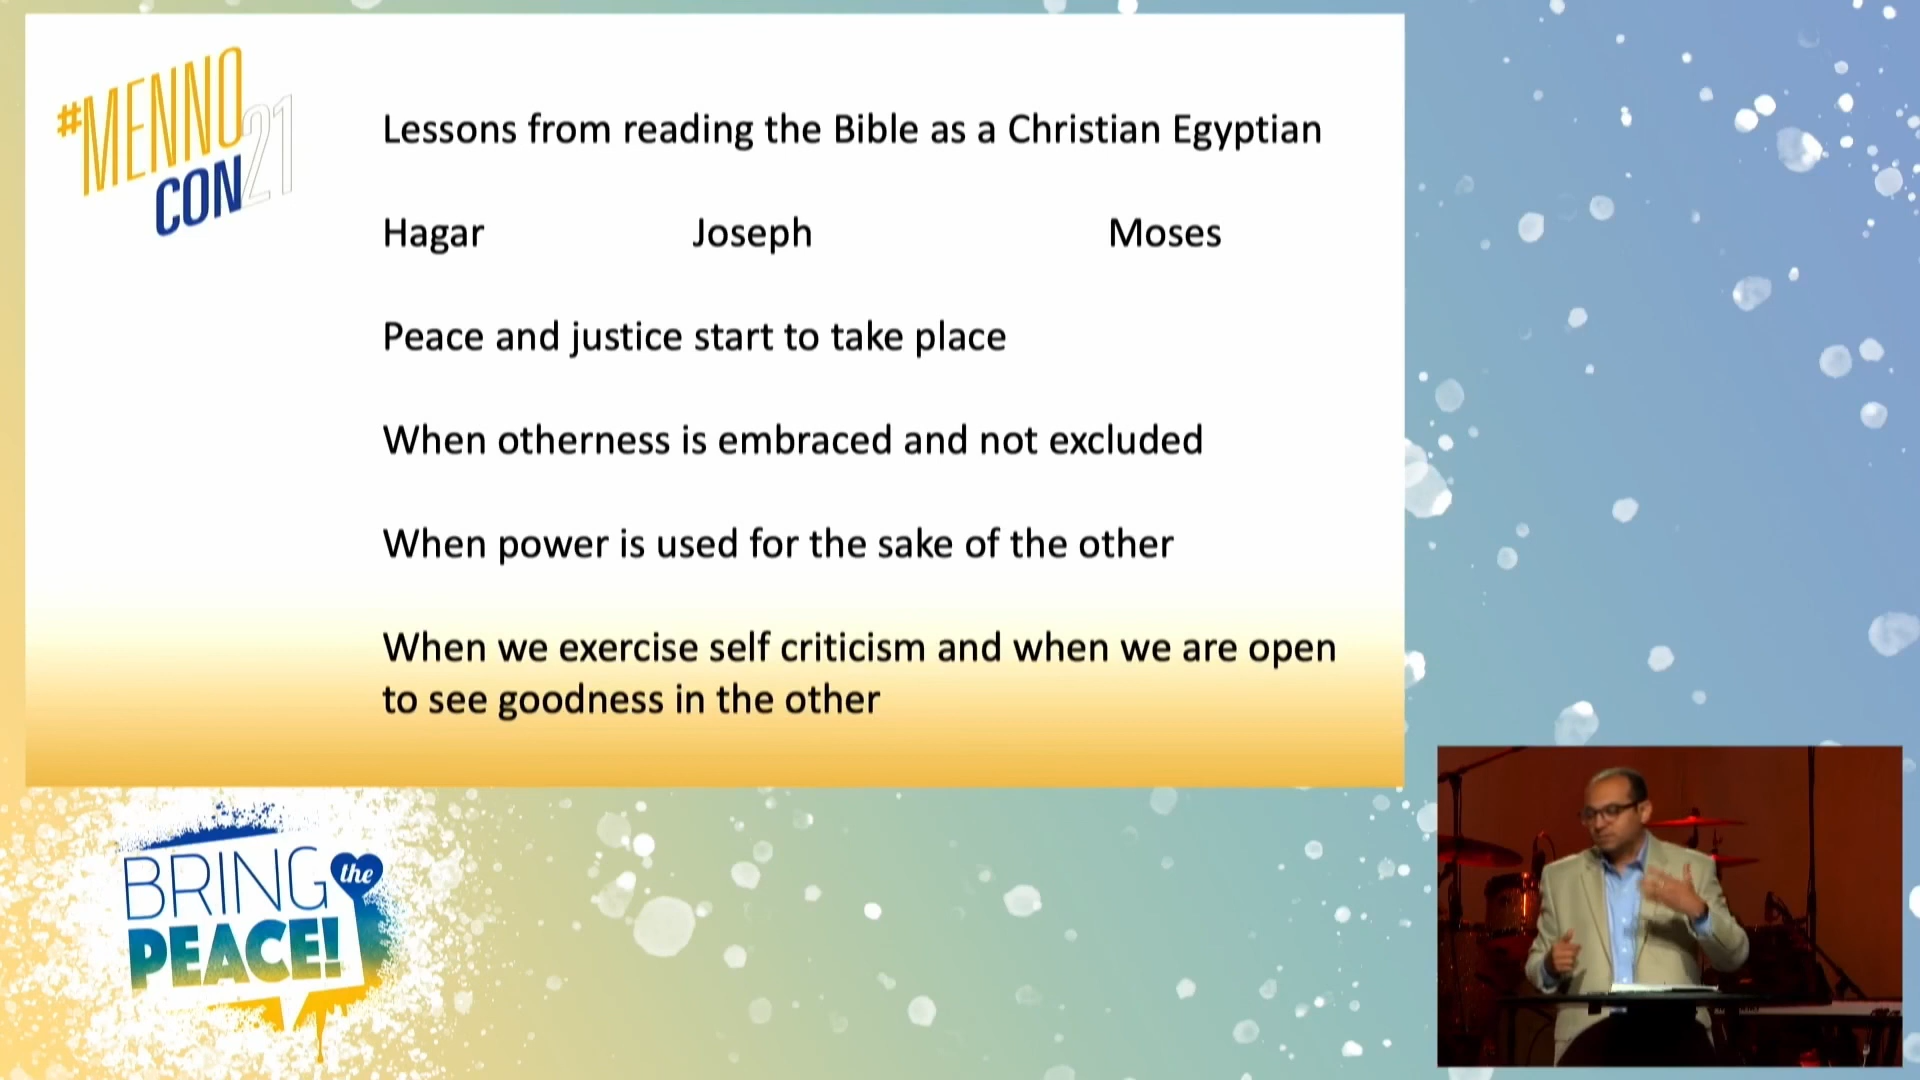 #MENNO
CON21
Lessons from reading the Bible as a Christian Egyptian
Hagar Joseph Moses
Peace and justice start to take place
When otherness is embraced and not excluded
When power is used for the sake of the other
When we exercise self criticism and when we are open
to see goodness in the other
BRING the
PEACE!